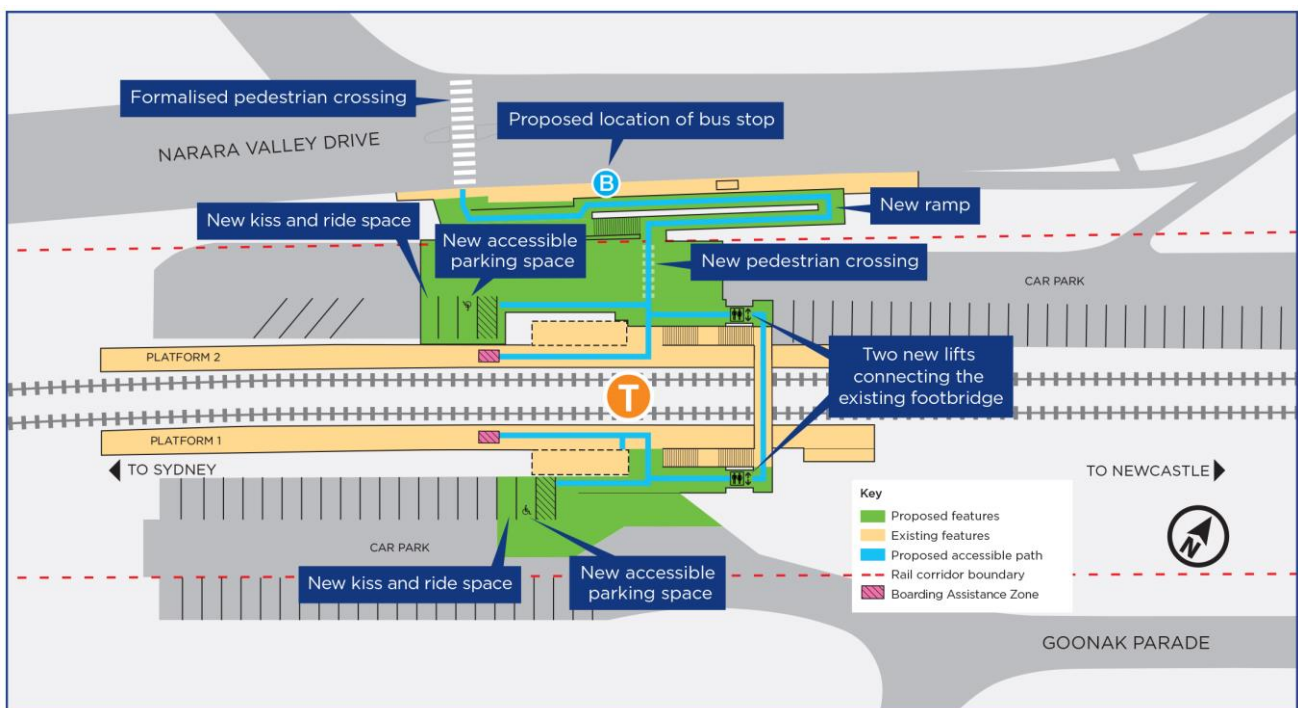 Formalised pedestrian crossing
Proposed location of bus stop
NARARA VALLEY DRIVE
B
New kiss and ride space
New accessible
parking space
New ramp
New pedestrian crossing
CAR PARK
PLATFORM 2
Two new lifts
connecting the
existing footbridge
T
PLATFORM 1
TO SYDNEY
TO NEWCASTLE
Key
Proposed features
Existing features
Proposed accessible path
Rail corridor boundary
Boarding Assistance Zone
N
CAR PARK
New kiss and ride space
New accessible
parking space
GOONAK PARADE